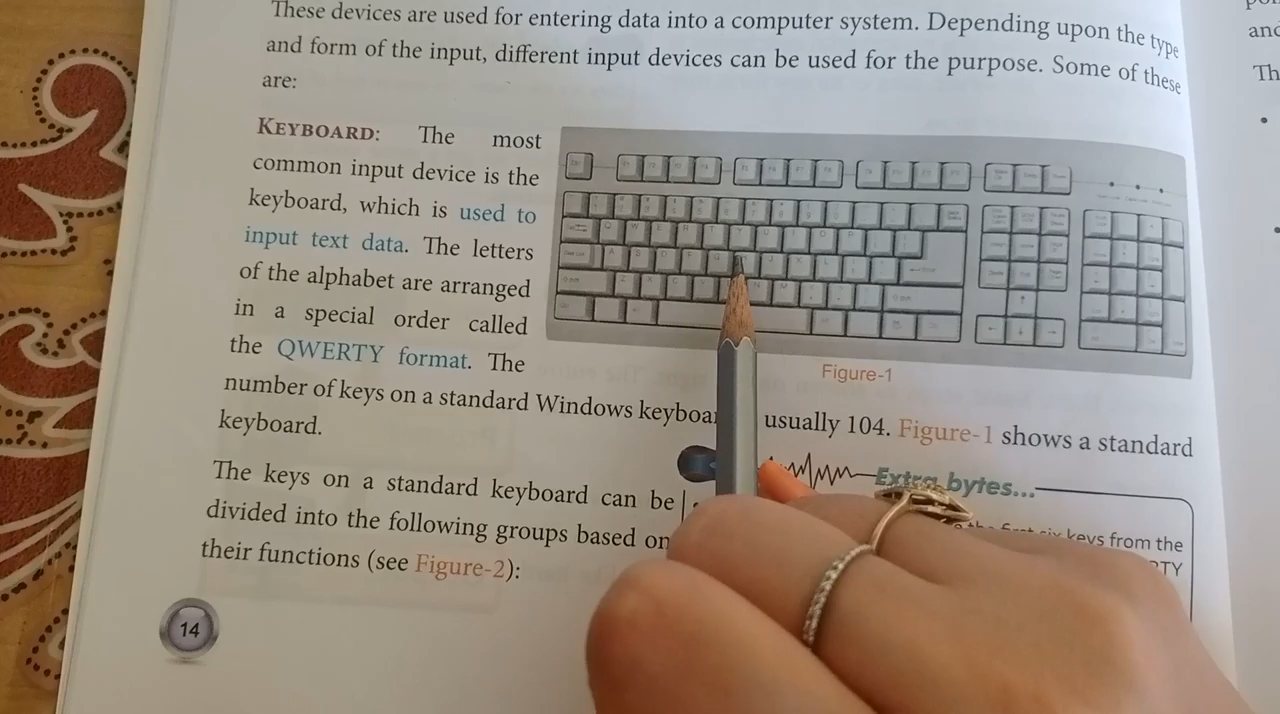 These devices are used for entering data into a computer system. Depending upon the type
and form of the input, different input devices can be used for the purpose. Some of these
are:
KEYBOARD: The most
common input device is the
keyboard, which is used to
input text data. The letters
of the alphabet are arranged
in a special order called
the QWERTY format. The
Figure-1
number of keys on a standard Windows usually 104. Figure-1 shows a standard
keyboard.
Extra bytes...
The keys on a standard keyboard can be
divided into the following groups based on
their functions (see Figure-2):
first six keys from the
14
Th